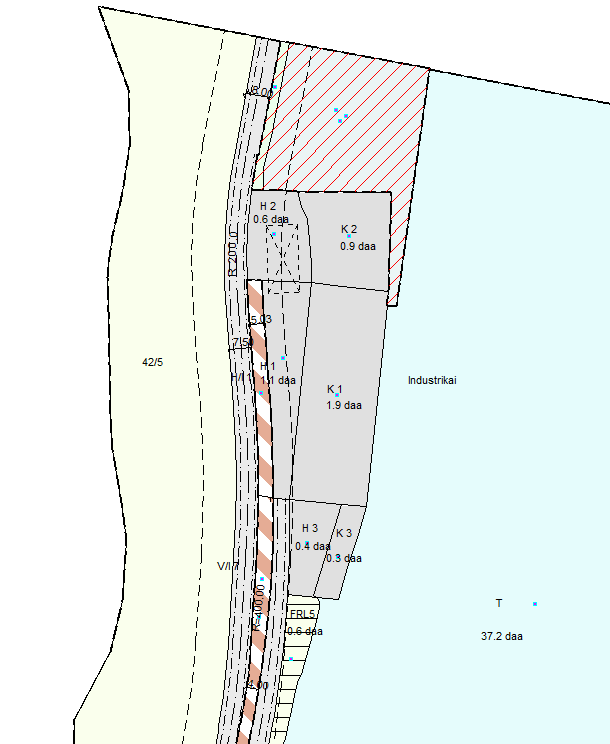 6.00
H 2
0.6 daa
K 2
0.9 daa
R 200.0
5.03
7.50
42/5
H 1
1.1 daa
K 1
1.9 daa
Industrikai
H 3
0.4 daa
K 3
0.3 daa
R=400.00
FRL5
0.6 daa
T
37.2 daa
4.00